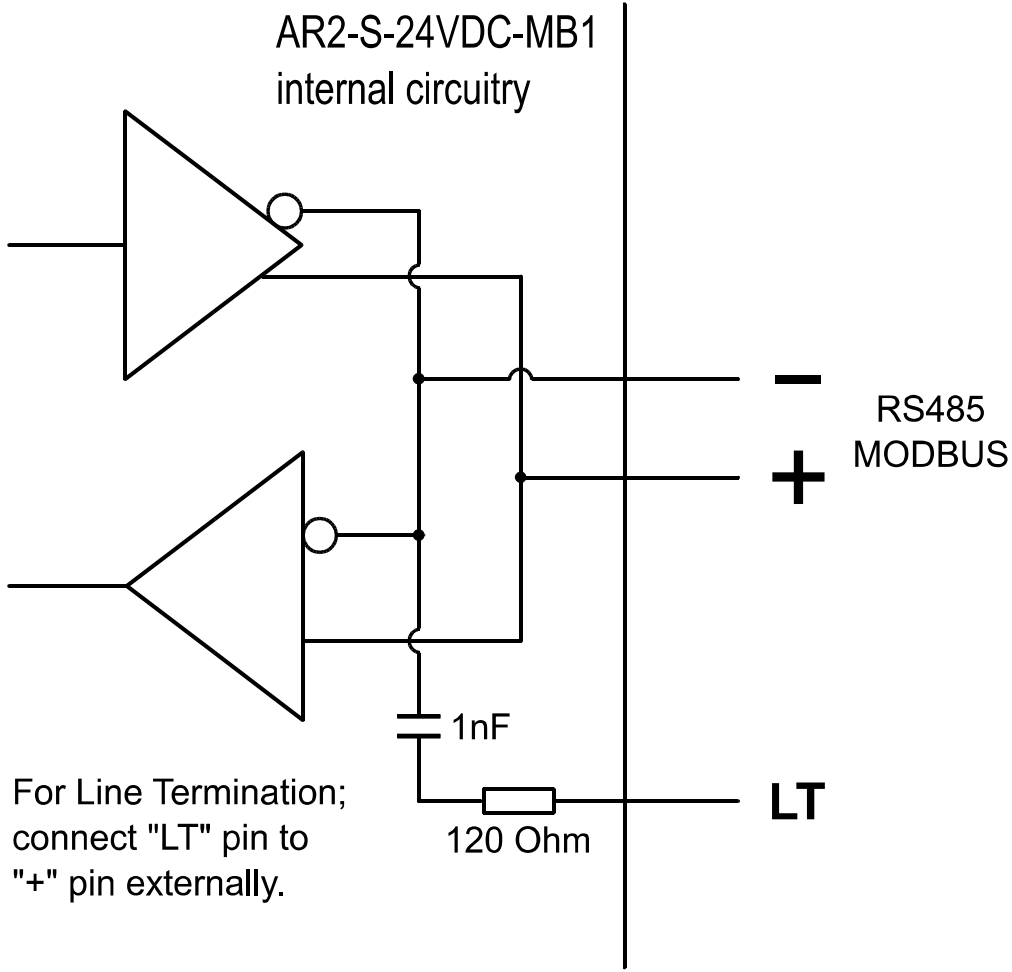 AR2-S-24VDC-MB1
internal circuitry
−
+
RS485
MODBUS
1nF
120 Ohm
LT
For Line Termination;
connect "LT" pin to
"+" pin externally.